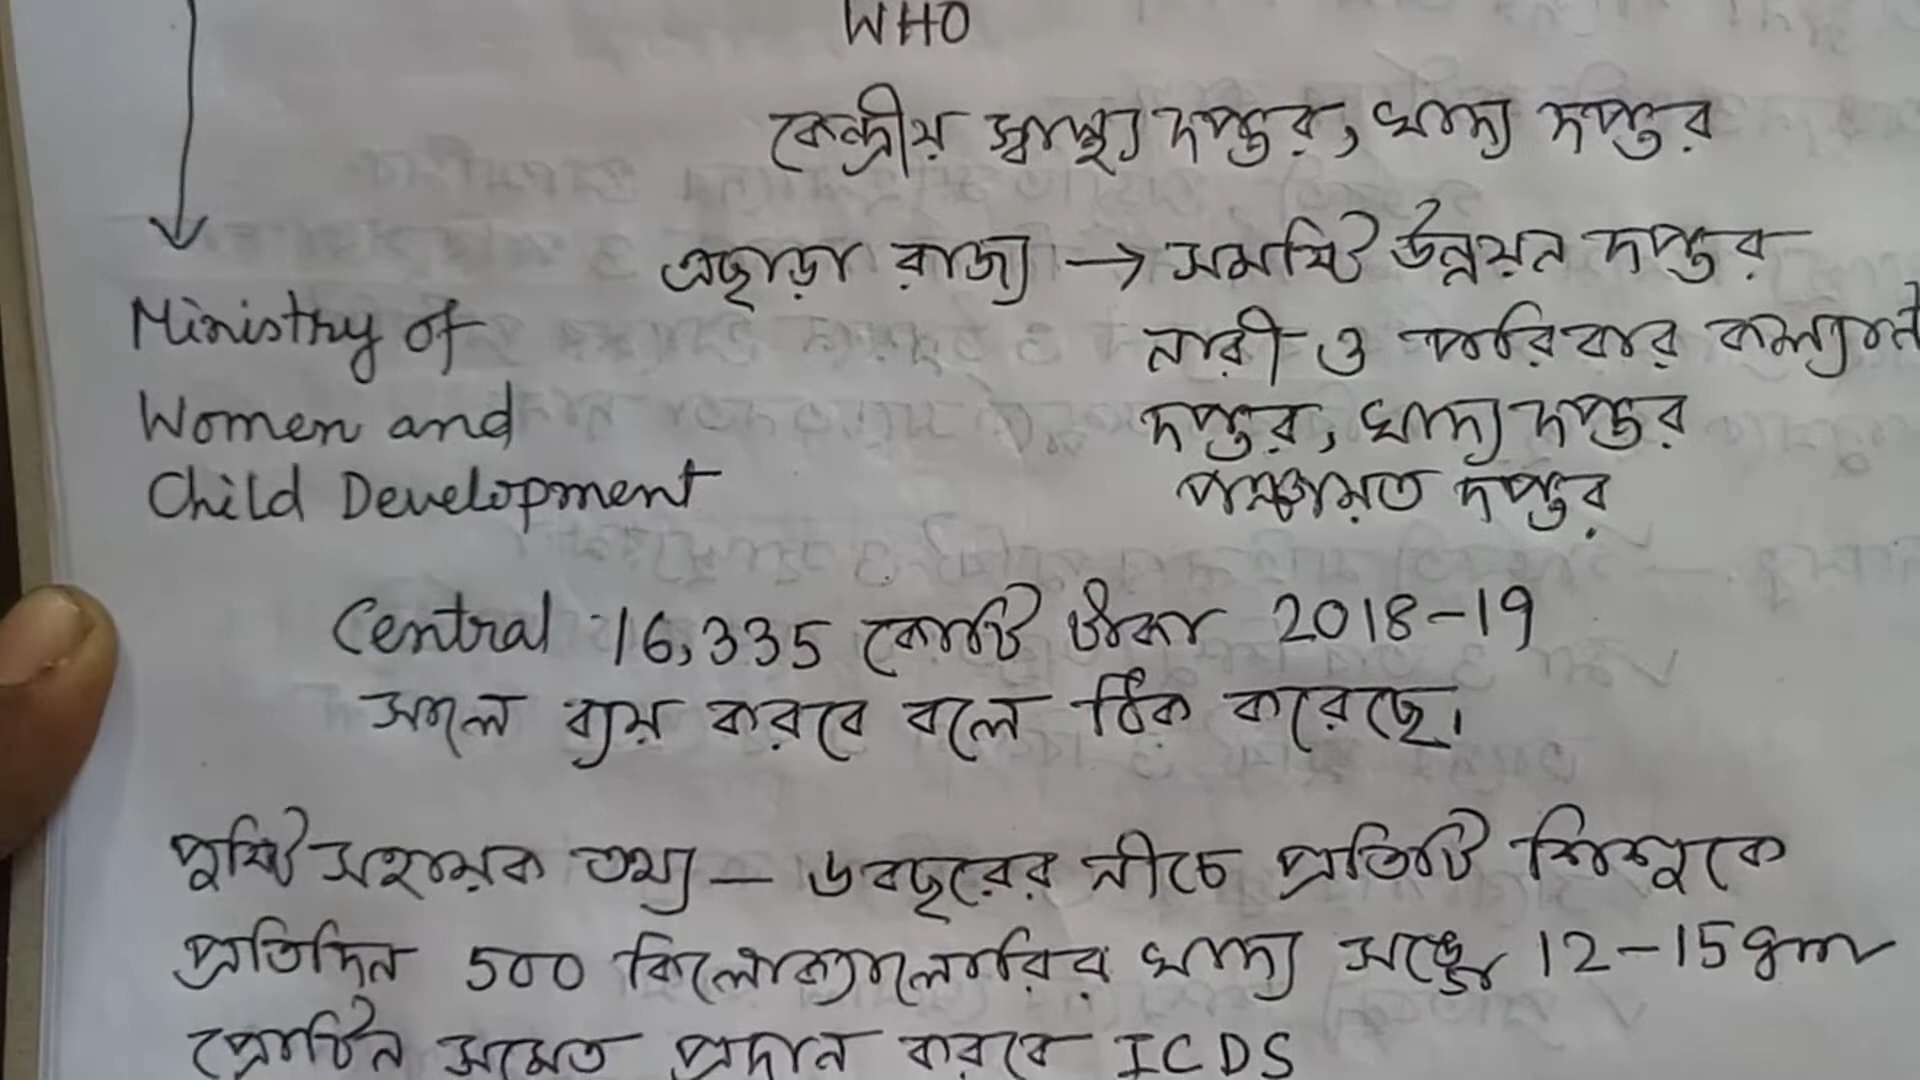 WHO
কেন্দ্রীয় স্বাস্থ্য দপ্তর, খাদ্য দপ্তর
এছাড়া রাজ্য → সমষ্টি উন্নয়ন দপ্তর
নারী ও পরিবার কল্যান
দপ্তর, খাদ্য দপ্তর
পঞ্চায়েত দপ্তর
Ministry of
Women and
Child Development
Central 16,335 কোটি টাকা 2018-19
সালে ব্যয় করবে বলে ঠিক করেছে।
পুষ্টি সহায়ক তথ্য - ৬ বছরের নীচে প্রতিটি শিশুকে
প্রতিদিন 500 কিলোক্যালোরির খাদ্য সঙ্গে 12-15 gm
প্রোটিন সমেত প্রদান করবে ICDS